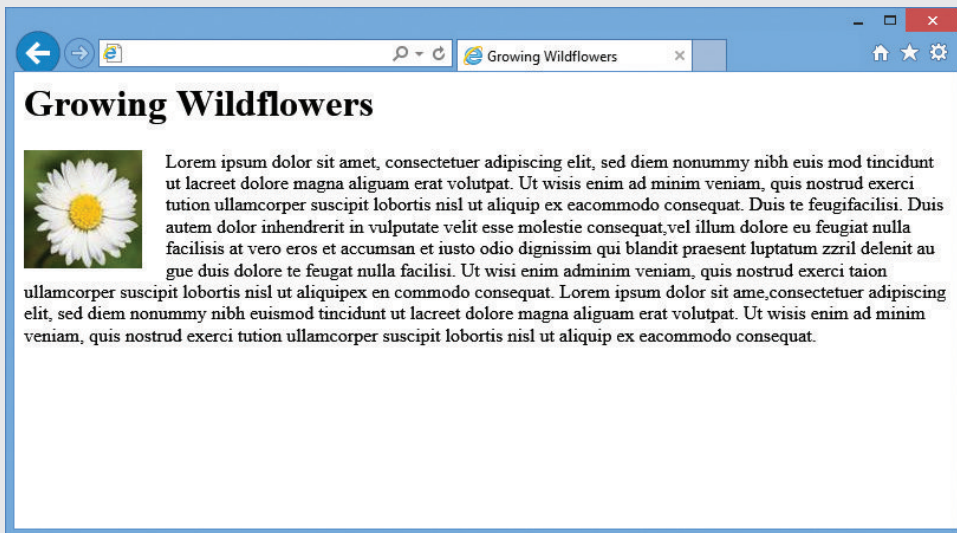 Growing Wildflowers
Growing Wildflowers
Lorem ipsum dolor sit amet, consectetuer adipiscing elit, sed diem nonummy nibh euis mod tincidunt
ut lacreet dolore magna aliguam erat volutpat. Ut wisis enim ad minim veniam, quis nostrud exerci
tution ullamcorper suscipit lobortis nisl ut aliquip ex eacommodo consequat. Duis te feugifacilisi. Duis
autem dolor inhendrerit in vulputate velit esse molestie consequat,vel illum dolore eu feugiat nulla
facilisis at vero eros et accumsan et iusto odio dignissim qui blandit praesent luptatum zzril delenit au
gue duis dolore te feugat nulla facilisi. Ut wisi enim adminim veniam, quis nostrud exerci taion
ullamcorper suscipit lobortis nisl ut aliquipex en commodo consequat. Lorem ipsum dolor sit ame,consectetuer adipiscing
elit, sed diem nonummy nibh euismod tincidunt ut lacreet dolore magna aliguam erat volutpat. Ut wisis enim ad minim
veniam, quis nostrud exerci tution ullamcorper suscipit lobortis nisl ut aliquip ex eacommodo consequat.